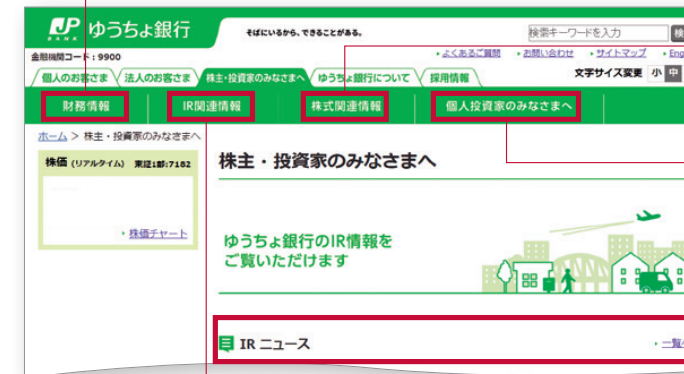 JP BANK ゆうちょ銀行
そばにいるから、できることがある。
検索キーワードを入力
金融機関コード：9900
よくあるご質問 お問い合わせ サイトマップ
個人のお客さま 法人のお客さま 株主・投資家のみなさまへ ゆうちょ銀行について 採用情報 文字サイズ変更 小 中
財務情報 IR関連情報 株式関連情報 個人投資家のみなさまへ
ホーム > 株主・投資家のみなさまへ
株価 (リアルタイム) 東証1部:7182
株主・投資家のみなさまへ
株価チャート
ゆうちょ銀行のIR情報を
ご覧いただけます
IR ニュース